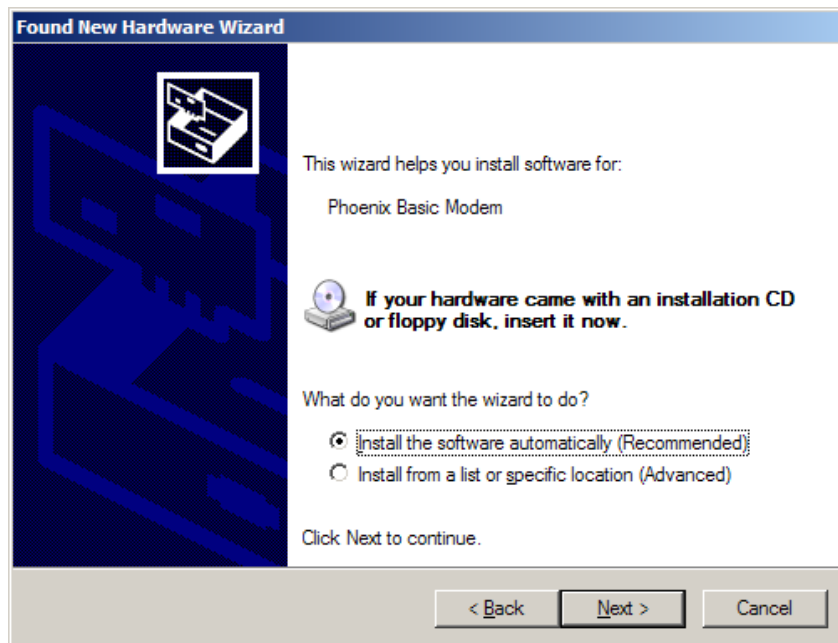 Found New Hardware Wizard
This wizard helps you install software for:
Phoenix Basic Modem
If your hardware came with an installation CD
or floppy disk, insert it now.
What do you want the wizard to do?
Install the software automatically (Recommended)
Install from a list or specific location (Advanced)
Click Next to continue.
< Back
Next >
Cancel